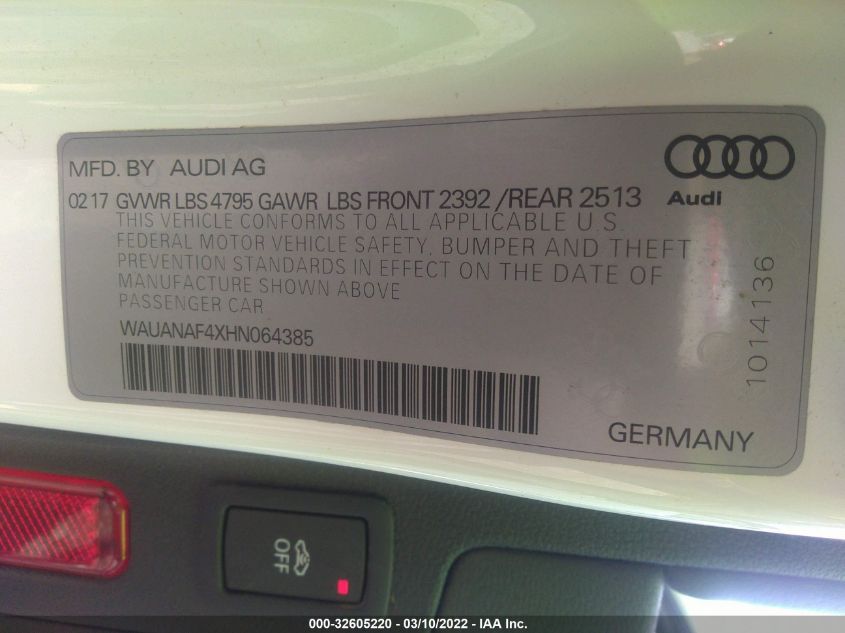 MFD. BY AUDI AG
02 17 GVWR LBS 4795 GAWR LBS FRONT 2392 /REAR 2513
Audi
THIS VEHICLE CONFORMS TO ALL APPLICABLE U.S.
FEDERAL MOTOR VEHICLE SAFETY, BUMPER AND THEFT
PREVENTION STANDARDS IN EFFECT ON THE DATE OF
MANUFACTURE SHOWN ABOVE
PASSENGER CAR
WAUANAF4XHN064385
1014136
GERMANY
OFF
000-32605220 - 03/10/2022 - IAA Inc.